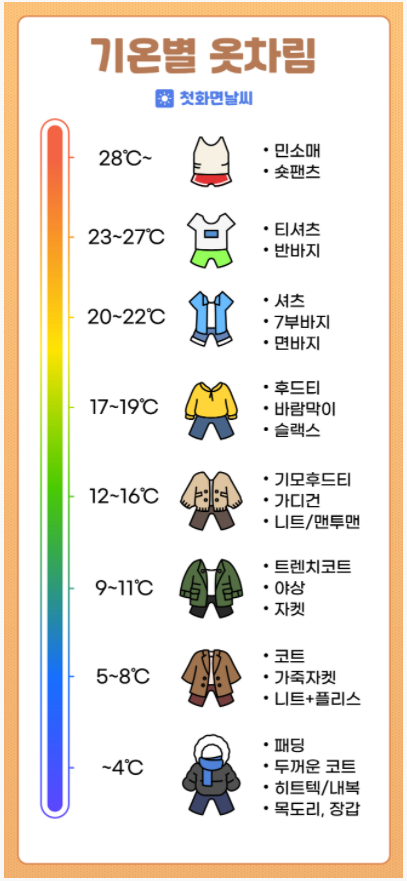 기온별 옷차림
첫화면날씨
28℃~
• 민소매
• 숏팬츠
23~27℃
• 티셔츠
• 반바지
20~22℃
• 셔츠
• 7부바지
• 면바지
17~19℃
• 후드티
• 바람막이
• 슬랙스
12~16℃
• 기모후드티
• 가디건
• 니트/맨투맨
9~11℃
• 트렌치코트
• 야상
• 자켓
5~8℃
• 코트
• 가죽자켓
• 니트+플리스
~4℃
• 패딩
• 두꺼운 코트
• 히트텍/내복
• 목도리, 장갑